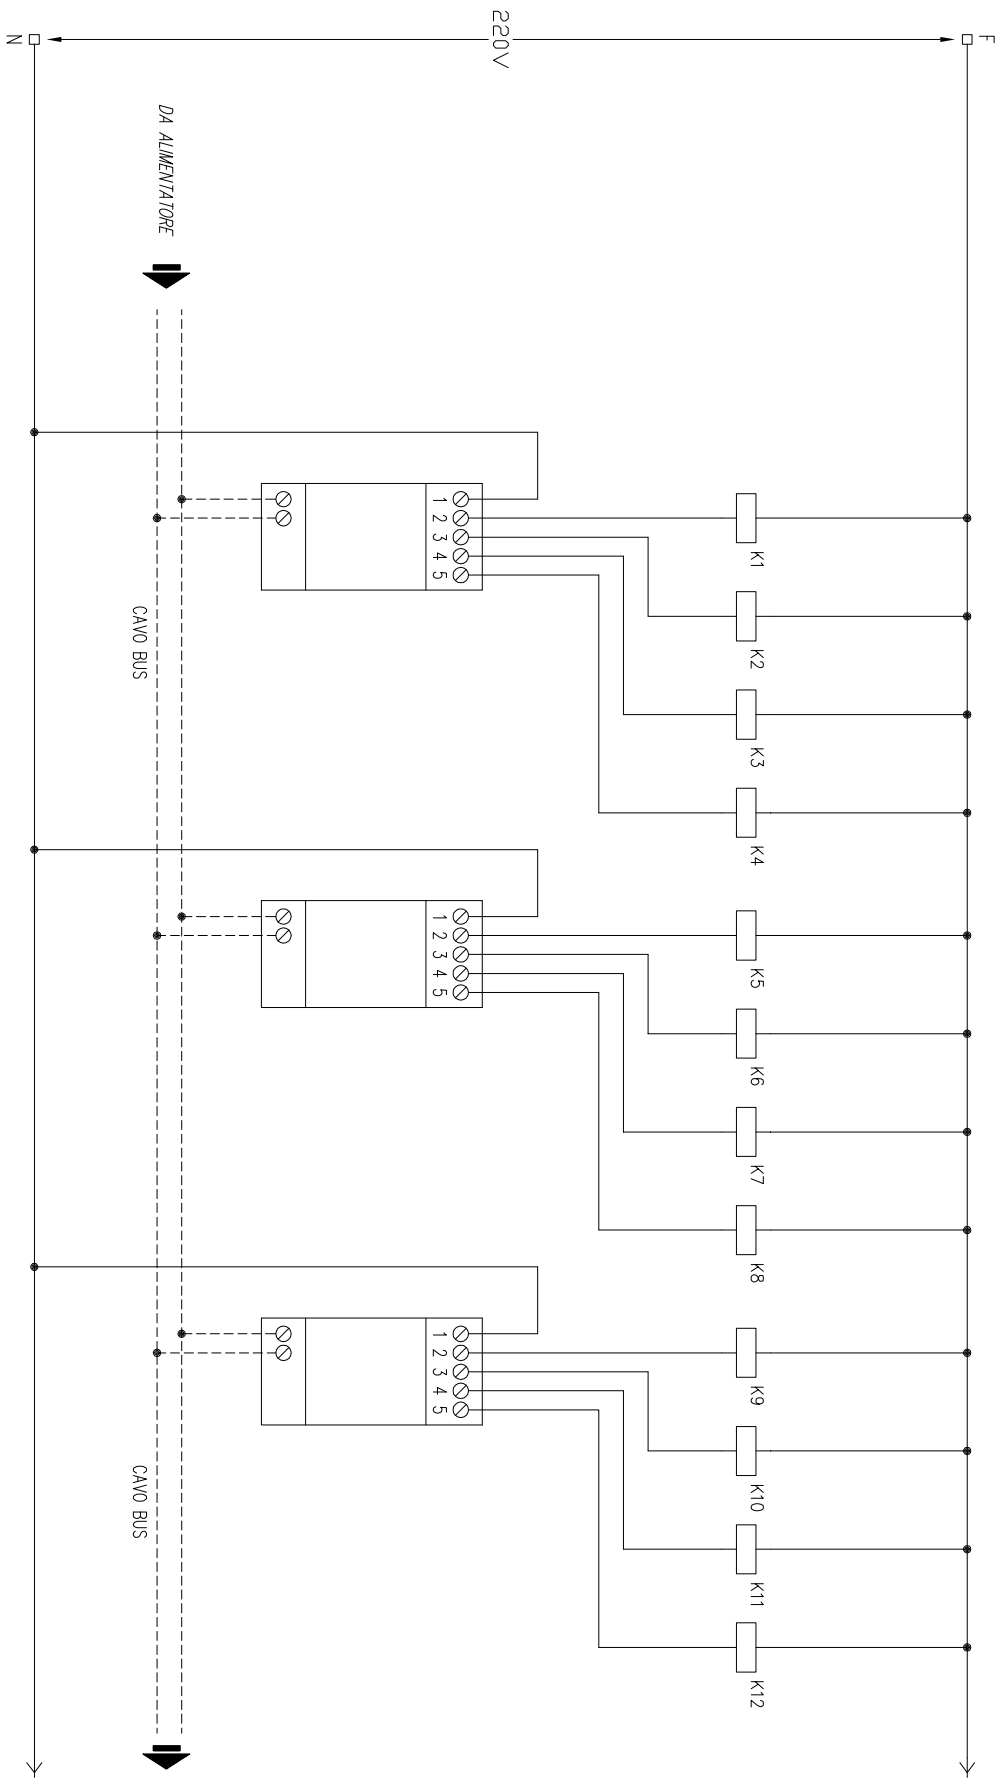 F
220V
N
DA ALIMENTATORE
K1
K2
K3
K4
K5
K6
K7
K8
K9
K10
K11
K12
1 2 3 4 5
1 2 3 4 5
1 2 3 4 5
CAVO BUS
CAVO BUS